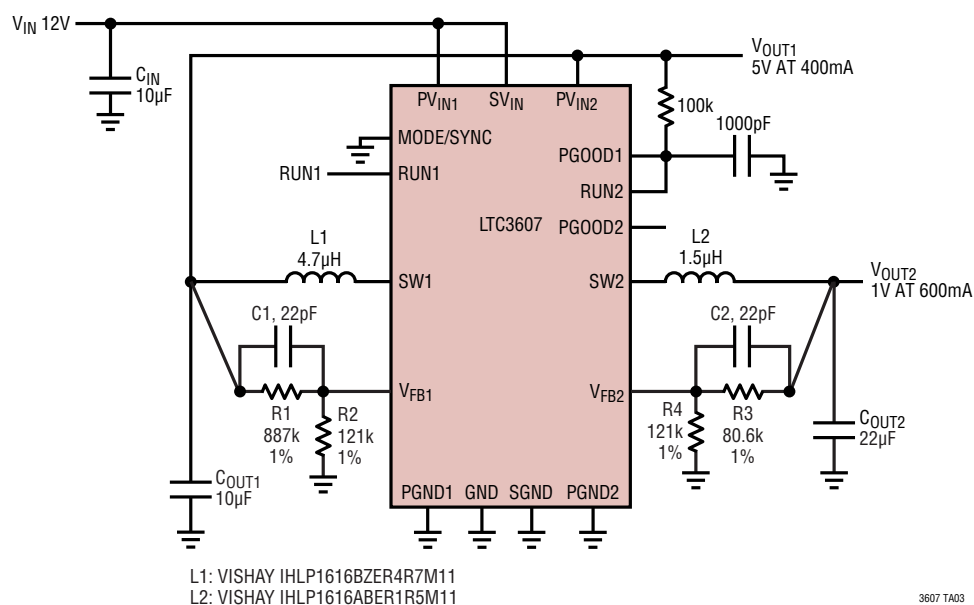 VIN 12V
CIN
10µF
VOUT1
5V AT 400mA
PVIN1
SVIN
PVIN2
100k
1000pF
MODE/SYNC
PGOOD1
RUN1
RUN1
RUN2
LTC3607
PGOOD2
L1
4.7µH
SW1
SW2
L2
1.5µH
VOUT2
1V AT 600mA
C1, 22pF
C2, 22pF
VFB1
VFB2
R1
887k
1%
R2
121k
1%
R4
121k
1%
R3
80.6k
1%
COUT2
22µF
COUT1
10µF
PGND1
GND
SGND
PGND2
L1: VISHAY IHLP1616BZER4R7M11
L2: VISHAY IHLP1616ABER1R5M11
3607 TA03